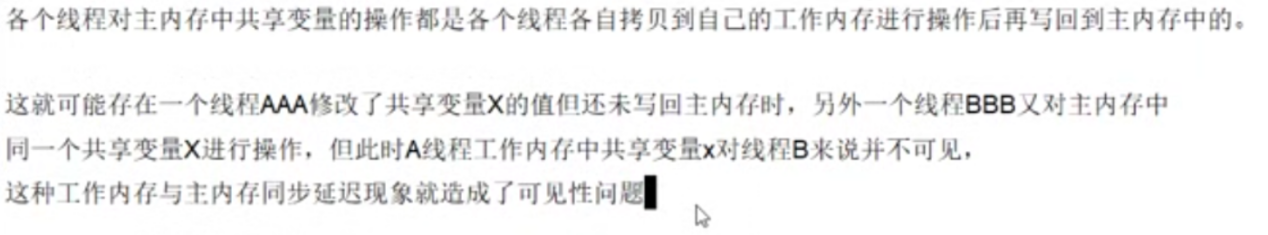 各个线程对主内存中共享变量的操作都是各个线程各自拷贝到自己的工作内存进行操作后再写回到主内存中的。
这就可能存在一个线程AAA修改了共享变量X的值但还未写回主内存时，另外一个线程BBB又对主内存中
同一个共享变量X进行操作，但此时A线程工作内存中共享变量x对线程B来说并不可见，
这种工作内存与主内存同步延迟现象就造成了可见性问题